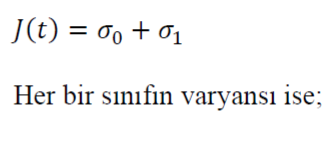 J(t) = σ₀ + σ₁
Her bir sınıfın varyansı ise;